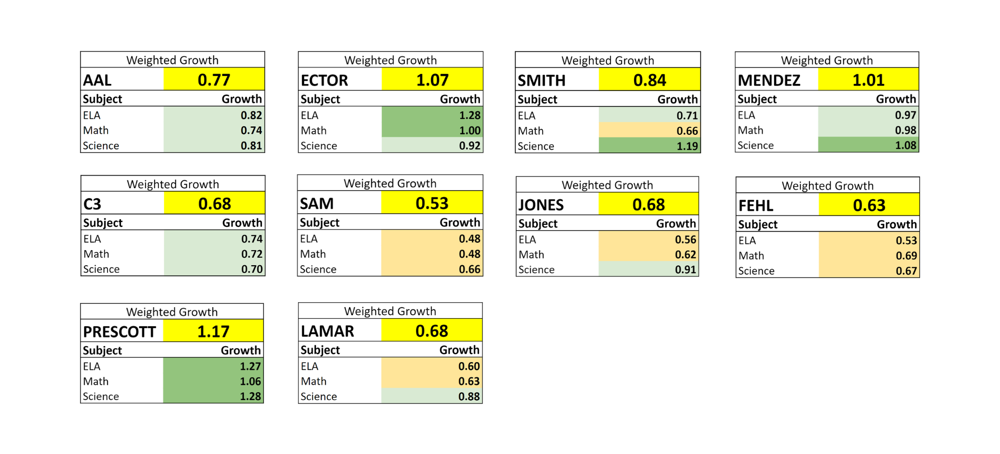 Weighted Growth
AAL 0.77
Subject Growth
ELA 0.82
Math 0.74
Science 0.81
Weighted Growth
ECTOR 1.07
Subject Growth
ELA 1.28
Math 1.00
Science 0.92
Weighted Growth
SMITH 0.84
Subject Growth
ELA 0.71
Math 0.66
Science 1.19
Weighted Growth
MENDEZ 1.01
Subject Growth
ELA 0.97
Math 0.98
Science 1.08
Weighted Growth
C3 0.68
Subject Growth
ELA 0.74
Math 0.72
Science 0.70
Weighted Growth
SAM 0.53
Subject Growth
ELA 0.48
Math 0.48
Science 0.66
Weighted Growth
JONES 0.68
Subject Growth
ELA 0.56
Math 0.62
Science 0.91
Weighted Growth
FEHL 0.63
Subject Growth
ELA 0.53
Math 0.69
Science 0.67
Weighted Growth
PRESCOTT 1.17
Subject Growth
ELA 1.27
Math 1.06
Science 1.28
Weighted Growth
LAMAR 0.68
Subject Growth
ELA 0.60
Math 0.63
Science 0.88